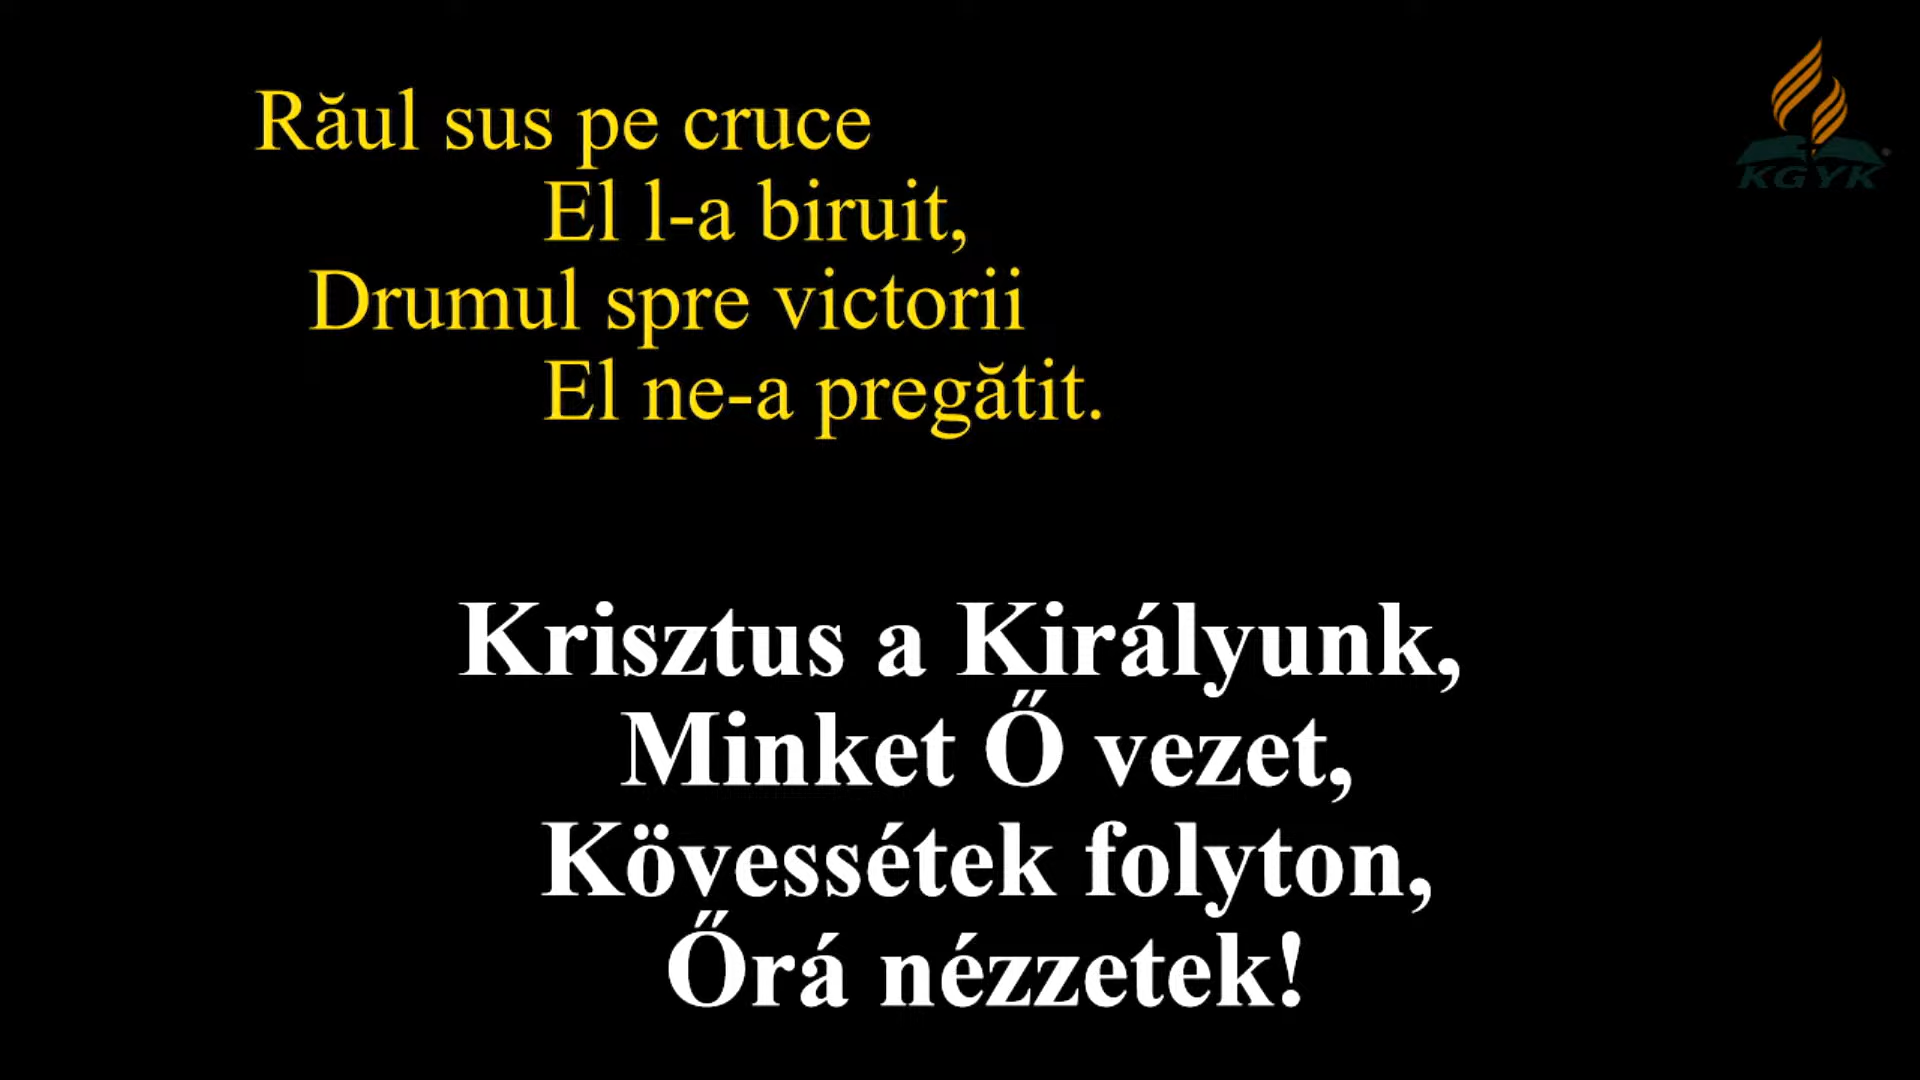 Răul sus pe cruce
El l-a biruit,
Drumul spre victorii
El ne-a pregătit.
KGYK
Krisztus a Királyunk,
Minket Ő vezet,
Kövessétek folyton,
Őrá nézzetek!